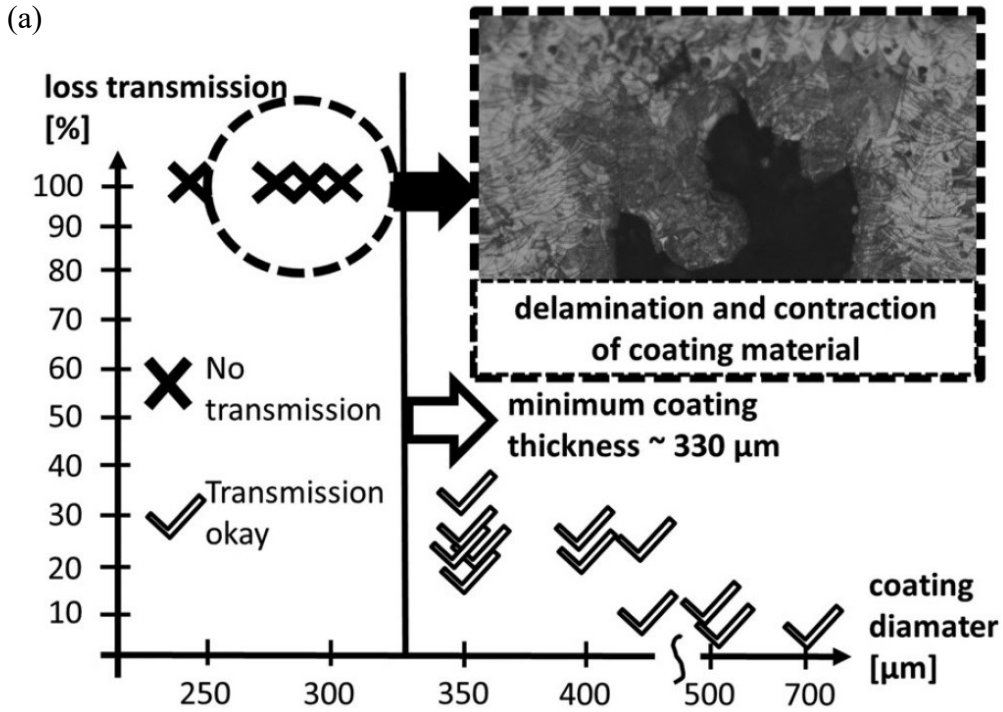 (a)
loss transmission
[%]
100
90
80
70
60
50
40
30
20
10
No
transmission
Transmission
okay
delamination and contraction
of coating material
minimum coating
thickness ~ 330 µm
coating
diamater
[µm]
250
300
350
400
500
700